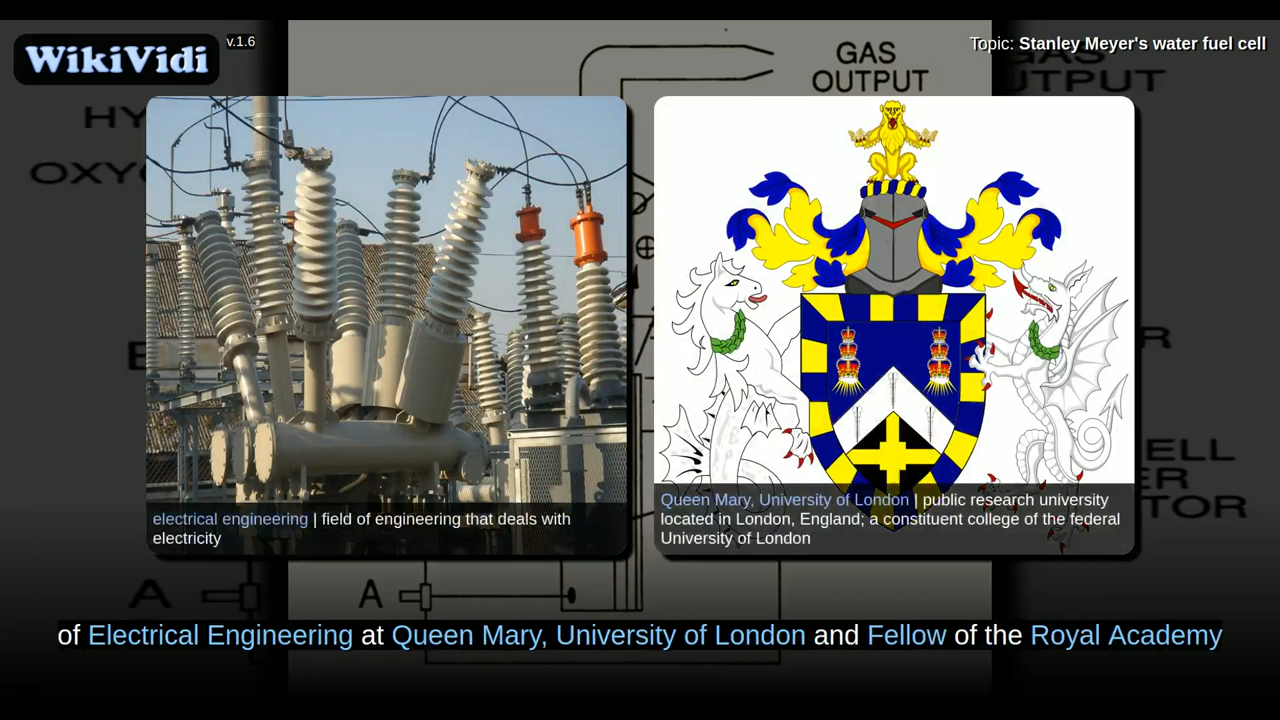 WikiVidi
v.1.6
Topic: Stanley Meyer's water fuel cell
GAS
OUTPUT
electrical engineering | field of engineering that deals with
electricity
Queen Mary, University of London | public research university
located in London, England; a constituent college of the federal
University of London
A
A
of Electrical Engineering at Queen Mary, University of London and Fellow of the Royal Academy